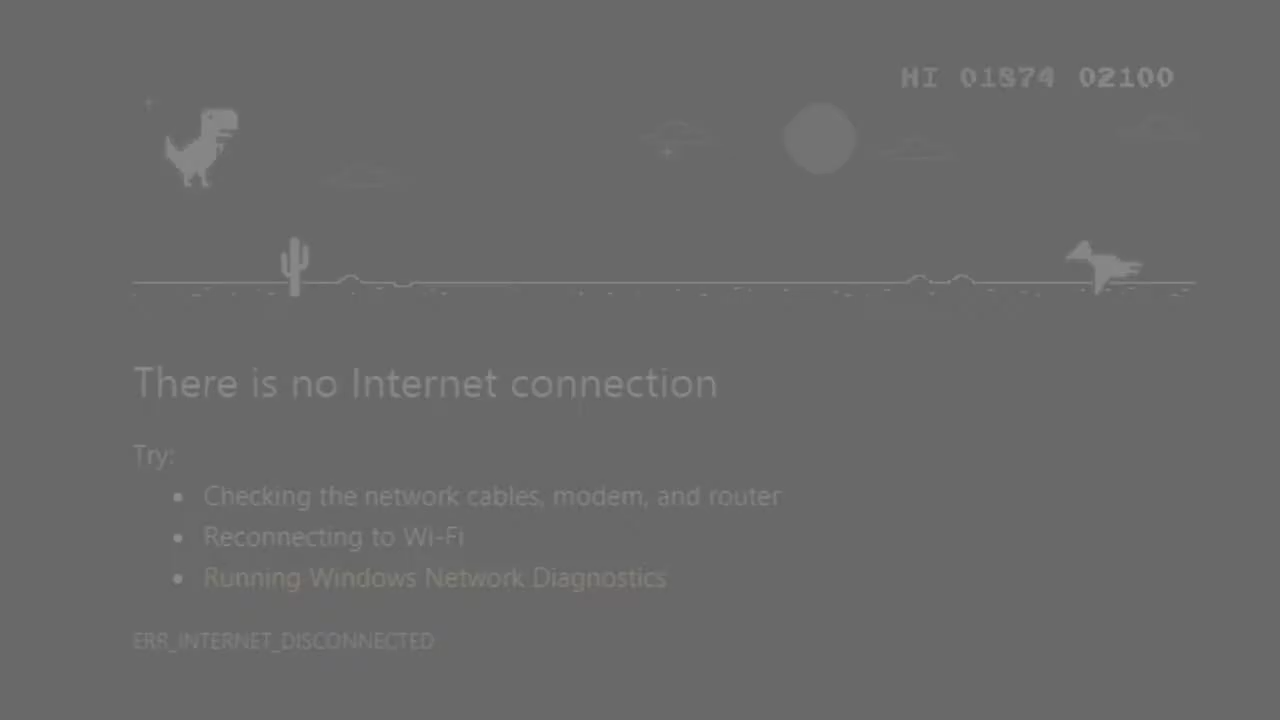 HI 01874 02100
There is no Internet connection
Try:
• Checking the network cables, modem, and router
• Reconnecting to Wi-Fi
• Running Windows Network Diagnostics
ERR_INTERNET_DISCONNECTED